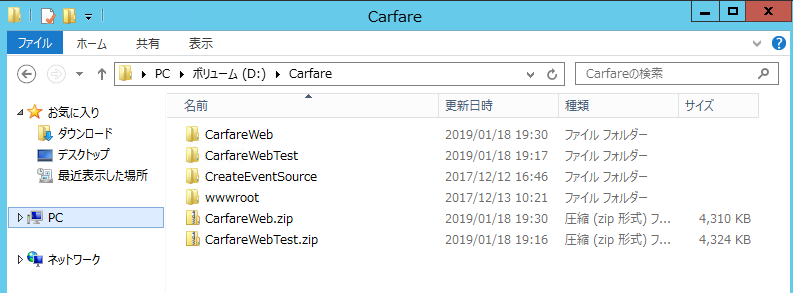 Carfare
ファイル ホーム 共有 表示
PC ボリューム (D:) Carfare
Carfareの検索
名前 更新日時 種類 サイズ
お気に入り
ダウンロード
デスクトップ
最近表示した場所
PC
ネットワーク
CarfareWeb 2019/01/18 19:30 ファイル フォルダー
CarfareWebTest 2019/01/18 19:17 ファイル フォルダー
CreateEventSource 2017/12/12 16:46 ファイル フォルダー
wwwroot 2017/12/13 10:21 ファイル フォルダー
CarfareWeb.zip 2019/01/18 19:30 圧縮 (zip 形式) フ... 4,310 KB
CarfareWebTest.zip 2019/01/18 19:16 圧縮 (zip 形式) フ... 4,324 KB